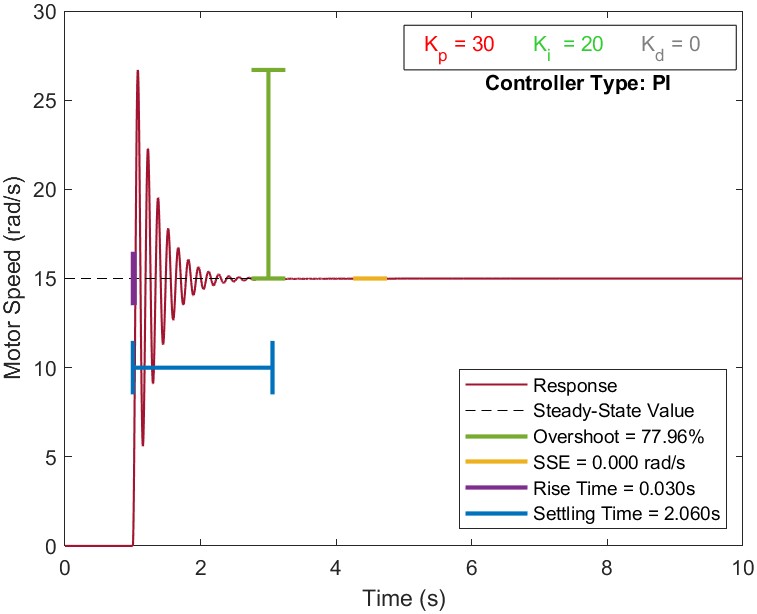 30
25
20
15
10
5
0
Motor Speed (rad/s)
Kp = 30 Ki = 20 Kd = 0
Controller Type: PI
Response
Steady-State Value
Overshoot = 77.96%
SSE = 0.000 rad/s
Rise Time = 0.030s
Settling Time = 2.060s
0 2 4 6 8 10
Time (s)